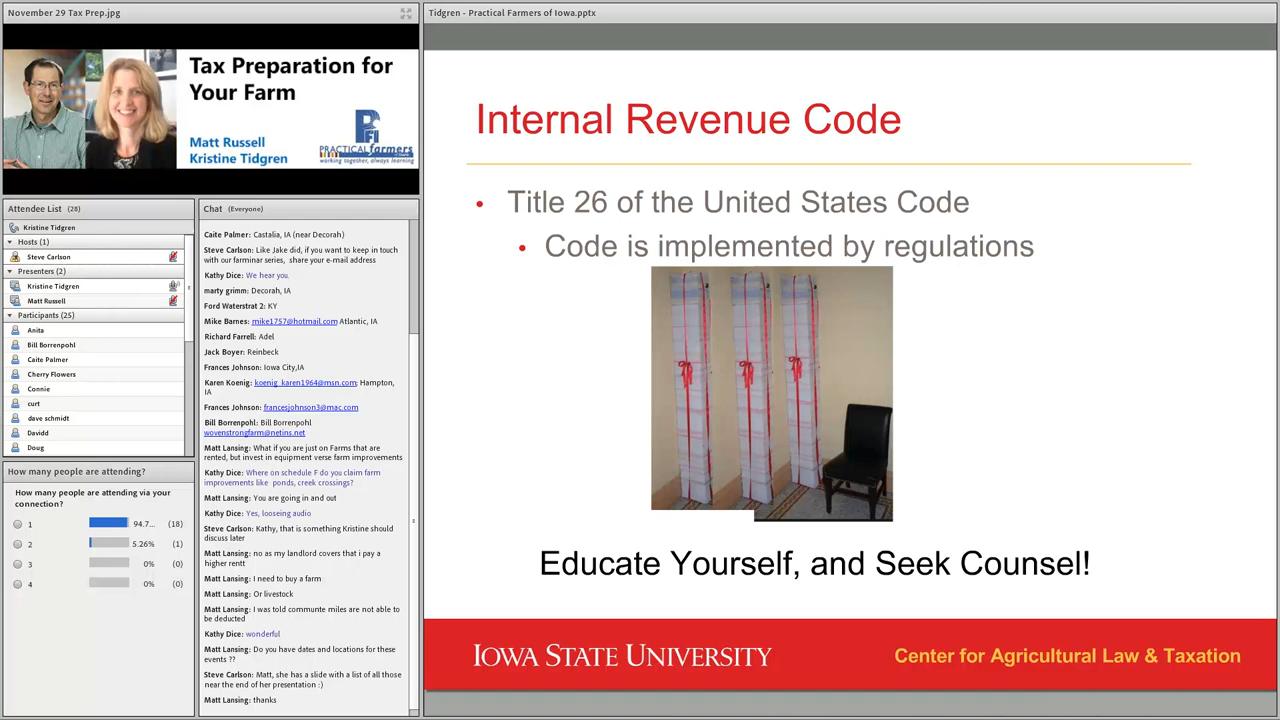 November 29 Tax Prep.jpg
Tax Preparation for
Your Farm
Matt Russell
Kristine Tidgren
PFI
PRACTICAL farmers
working together, always learning
Attendee List (28)
Kristine Tidgren
Hosts (1)
Steve Carlson
Presenters (2)
Kristine Tidgren
Matt Russell
Participants (25)
Anita
Bill Borrenpohl
Caite Palmer
Cherry Flowers
Connie
curt
dave schmidt
Davidd
Doug
How many people are attending?
How many people are attending via your
connection?
1 94.7... (18)
2 5.26% (1)
3 0% (0)
4 0% (0)
Chat (Everyone)
Caite Palmer: Castalia, IA (near Decorah)
Steve Carlson: Like Jake did, if you want to keep in touch
with our farminar series, share your e-mail address
Kathy Dice: We hear you.
marty grimm: Decorah, IA
Ford Waterstrat 2: KY
Mike Barnes: mike1757@hotmail.com Atlantic, IA
Richard Farrell: Adel
Jack Boyer: Reinbeck
Frances Johnson: Iowa City,IA
Karen Koenig: koenig_karen1964@msn.com; Hampton,
IA
Frances Johnson: francesjohnson3@mac.com
Bill Borrenpohl: Bill Borrenpohl
wovenstrongfarm@netins.net
Matt Lansing: What if you are just on Farms that are
rented, but invest in equipment verse farm improvements
Kathy Dice: Where on schedule F do you claim farm
improvements like ponds, creek crossings?
Matt Lansing: You are going in and out
Kathy Dice: Yes, looseing audio
Steve Carlson: Kathy, that is something Kristine should
discuss later
Matt Lansing: no as my landlord covers that i pay a
higher rentt
Matt Lansing: I need to buy a farm
Matt Lansing: Or livestock
Matt Lansing: I was told communte miles are not able to
be deducted
Kathy Dice: wonderful
Matt Lansing: Do you have dates and locations for these
events ??
Steve Carlson: Matt, she has a slide with a list of all those
near the end of her presentation :)
Matt Lansing: thanks
Tidgren - Practical Farmers of Iowa.pptx
Internal Revenue Code
• Title 26 of the United States Code
• Code is implemented by regulations
Educate Yourself, and Seek Counsel!
IOWA STATE UNIVERSITY
Center for Agricultural Law & Taxation